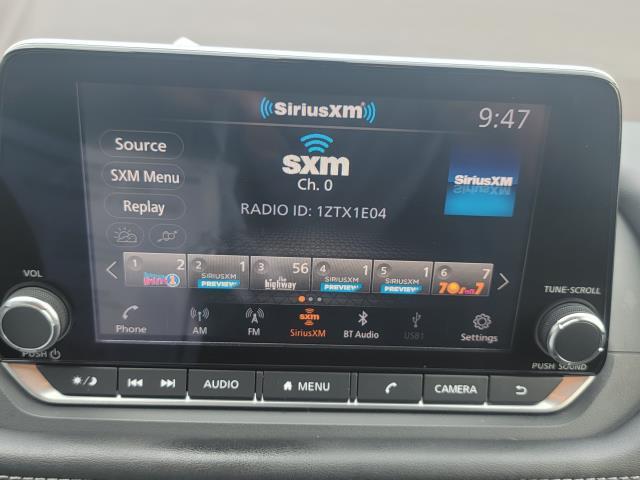 SiriusXM
9:47
Source
SXM Menu
Replay
sxm
Ch. 0
RADIO ID: 1ZTX1E04
SiriusXM
1 2
2 1 SIRIUSXM PREVIEW
3 56 the highway
4 1 SIRIUSXM PREVIEW
5 1 SIRIUSXM PREVIEW
6 7 70s on 7
Phone
AM
FM
sxm SiriusXM
BT Audio
USB1
Settings
VOL
PUSH
TUNE·SCROLL
PUSH SOUND
AUDIO
MENU
CAMERA